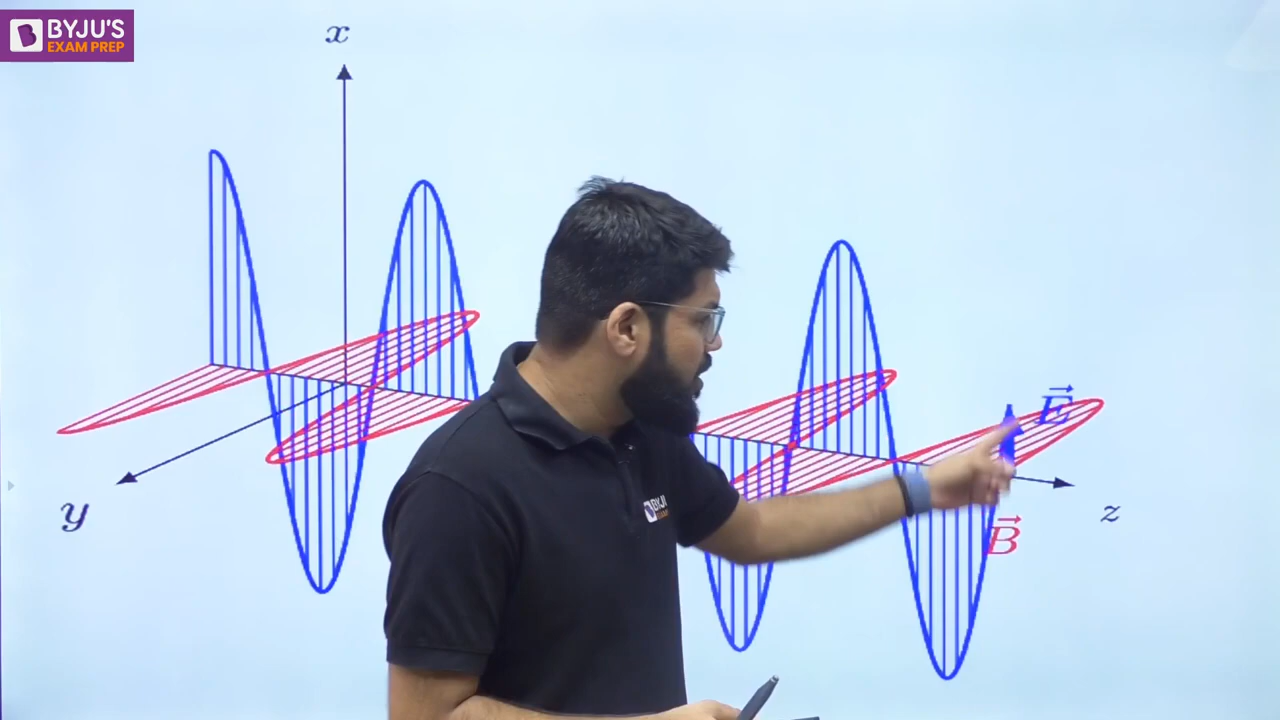 BYJU'S
EXAM PREP
x
y
z
E⃗
B⃗